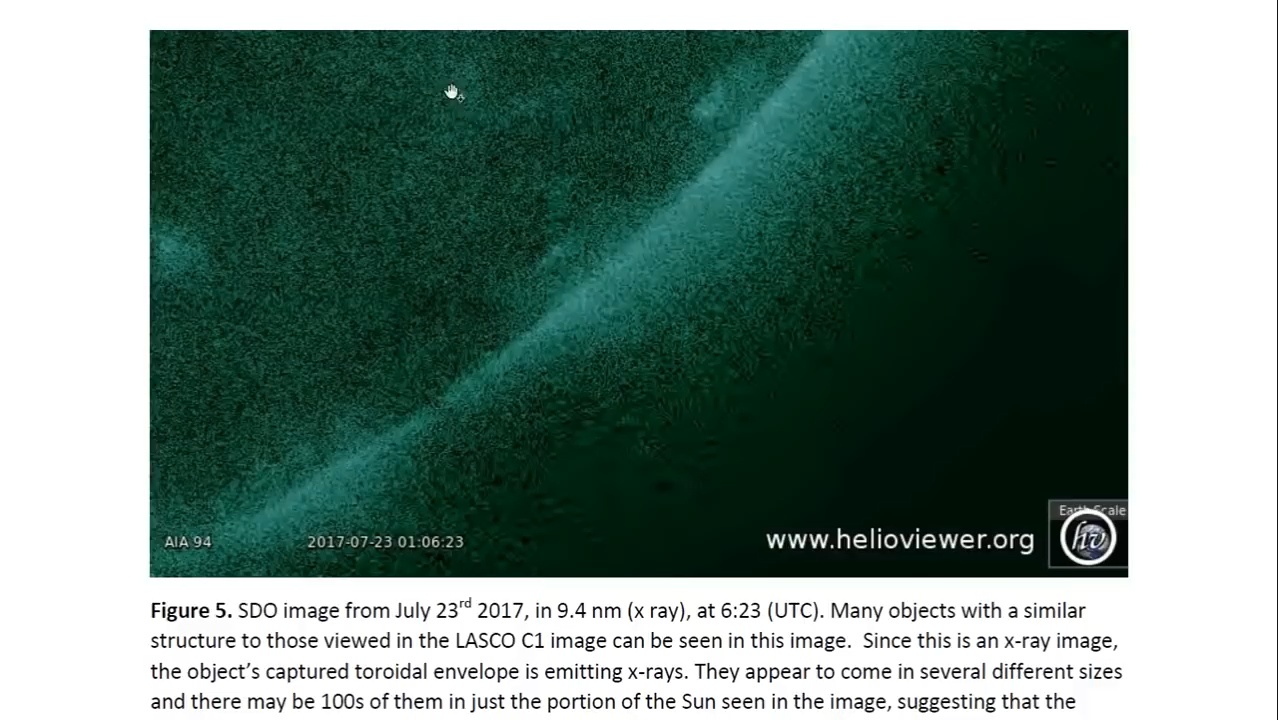 Earth Scale
AIA 94
2017-07-23 01:06:23
www.helioviewer.org
hv
Figure 5. SDO image from July 23rd 2017, in 9.4 nm (x ray), at 6:23 (UTC). Many objects with a similar
structure to those viewed in the LASCO C1 image can be seen in this image. Since this is an x-ray image,
the object’s captured toroidal envelope is emitting x-rays. They appear to come in several different sizes
and there may be 100s of them in just the portion of the Sun seen in the image, suggesting that the